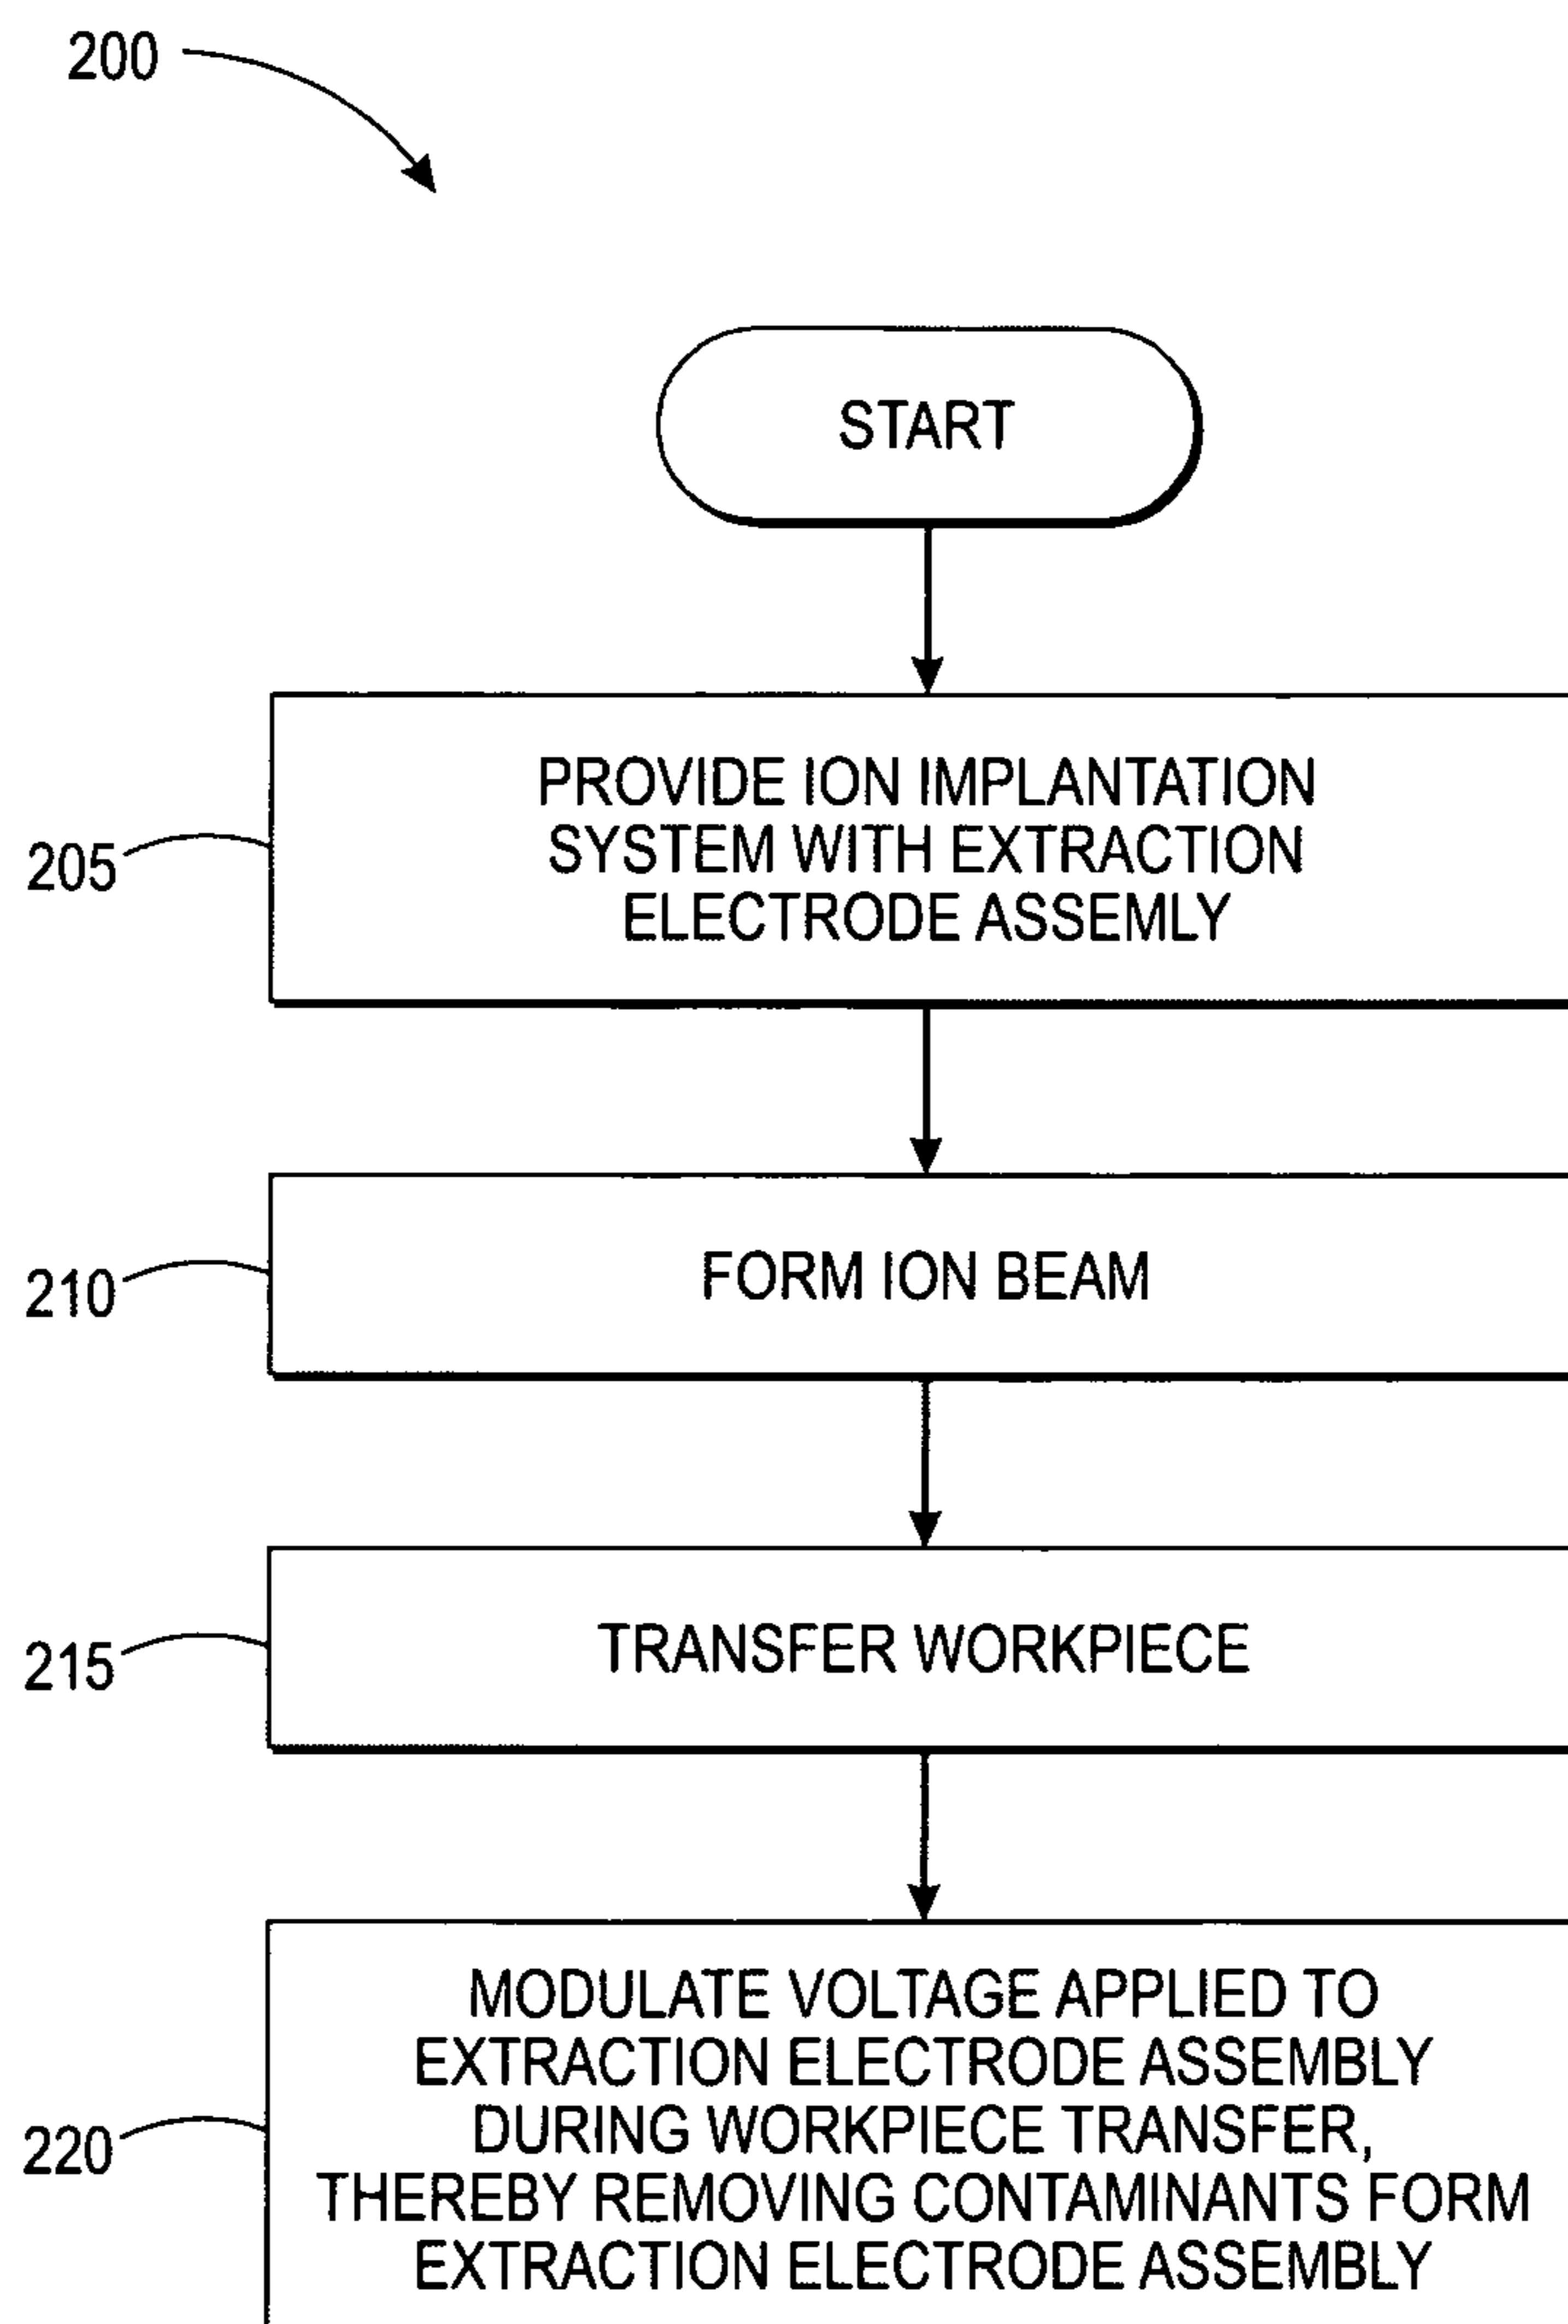 200
START
PROVIDE ION IMPLANTATION
SYSTEM WITH EXTRACTION
ELECTRODE ASSEMLY
205
FORM ION BEAM
210
TRANSFER WORKPIECE
215
MODULATE VOLTAGE APPLIED TO
EXTRACTION ELECTRODE ASSEMBLY
DURING WORKPIECE TRANSFER,
THEREBY REMOVING CONTAMINANTS FORM
EXTRACTION ELECTRODE ASSEMBLY
220